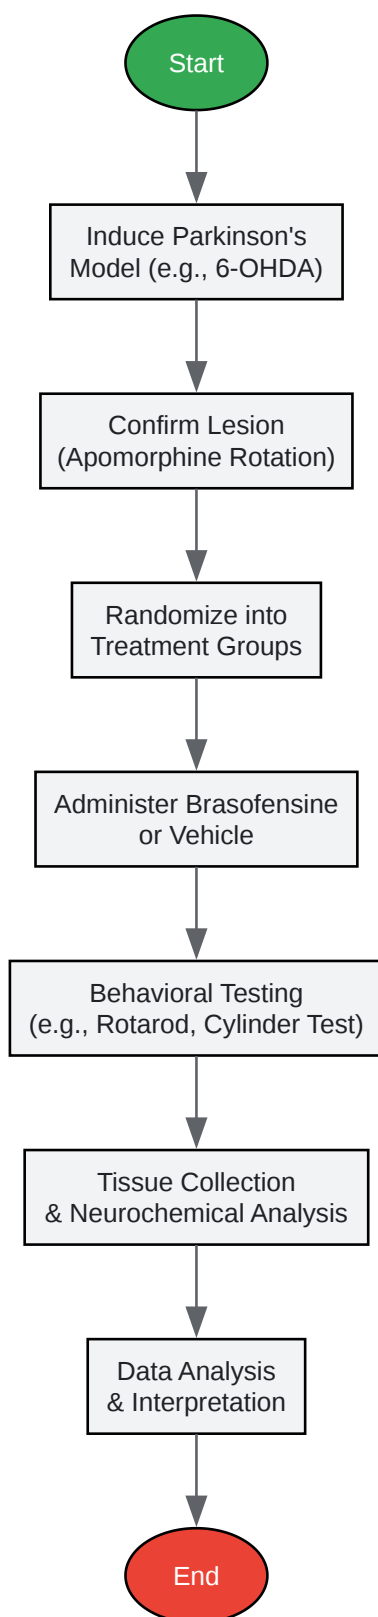 Start
Induce Parkinson's
Model (e.g., 6-OHDA)
Confirm Lesion
(Apomorphine Rotation)
Randomize into
Treatment Groups
Administer Brasofensine
or Vehicle
Behavioral Testing
(e.g., Rotarod, Cylinder Test)
Tissue Collection
& Neurochemical Analysis
Data Analysis
& Interpretation
End